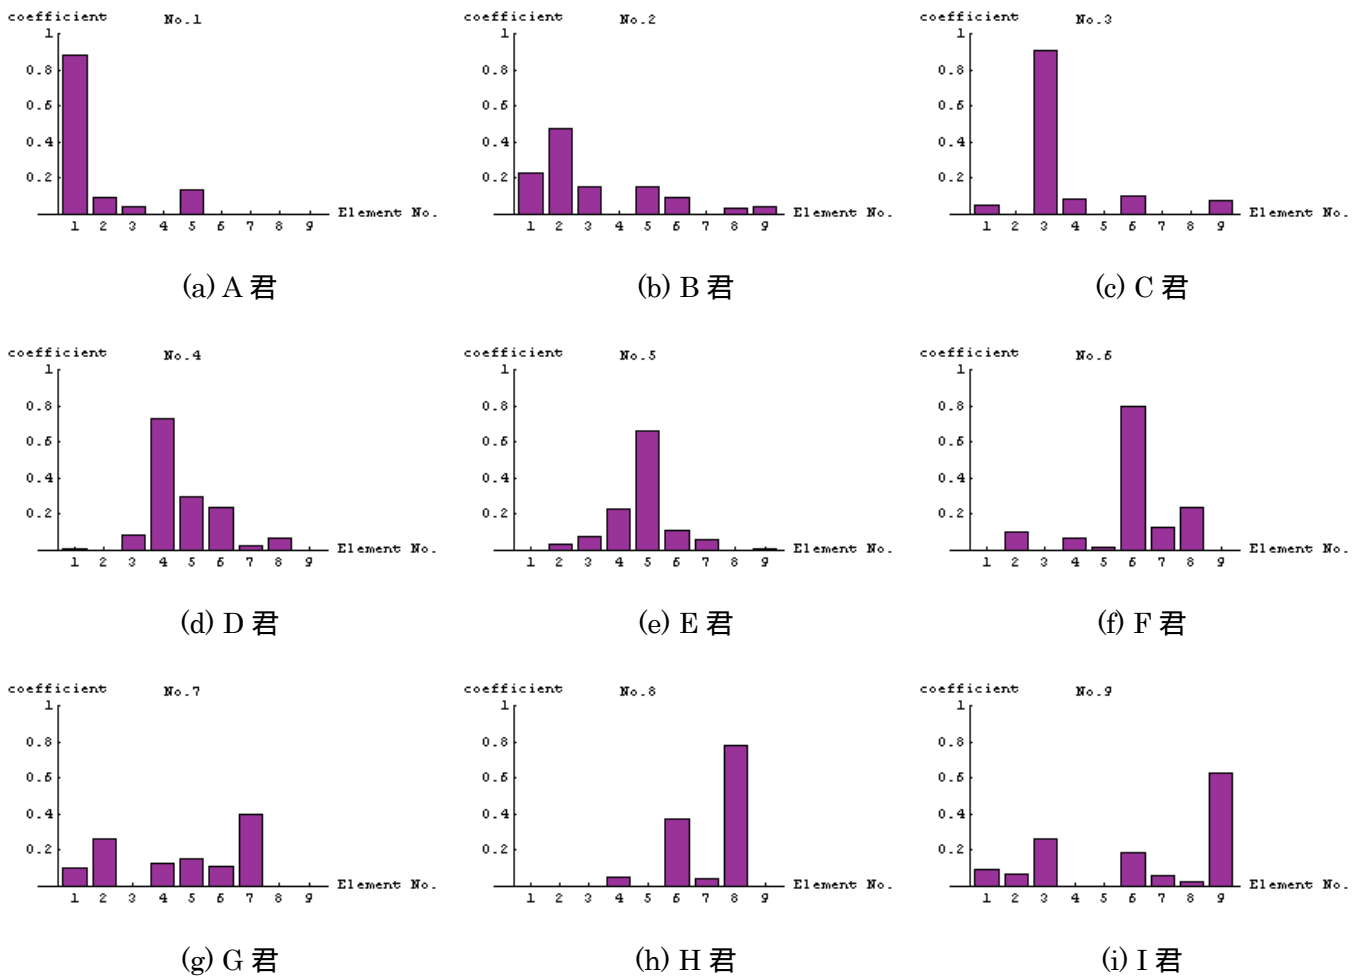 coefficient No.1
1
0.8
0.6
0.4
0.2
1 2 3 4 5 6 7 8 9 Element No.
(a) A 君
coefficient No.2
1
0.8
0.6
0.4
0.2
1 2 3 4 5 6 7 8 9 Element No.
(b) B 君
coefficient No.3
1
0.8
0.6
0.4
0.2
1 2 3 4 5 6 7 8 9 Element No.
(c) C 君
coefficient No.4
1
0.8
0.6
0.4
0.2
1 2 3 4 5 6 7 8 9 Element No.
(d) D 君
coefficient No.5
1
0.8
0.6
0.4
0.2
1 2 3 4 5 6 7 8 9 Element No.
(e) E 君
coefficient No.6
1
0.8
0.6
0.4
0.2
1 2 3 4 5 6 7 8 9 Element No.
(f) F 君
coefficient No.7
1
0.8
0.6
0.4
0.2
1 2 3 4 5 6 7 8 9 Element No.
(g) G 君
coefficient No.8
1
0.8
0.6
0.4
0.2
1 2 3 4 5 6 7 8 9 Element No.
(h) H 君
coefficient No.9
1
0.8
0.6
0.4
0.2
1 2 3 4 5 6 7 8 9 Element No.
(i) I 君